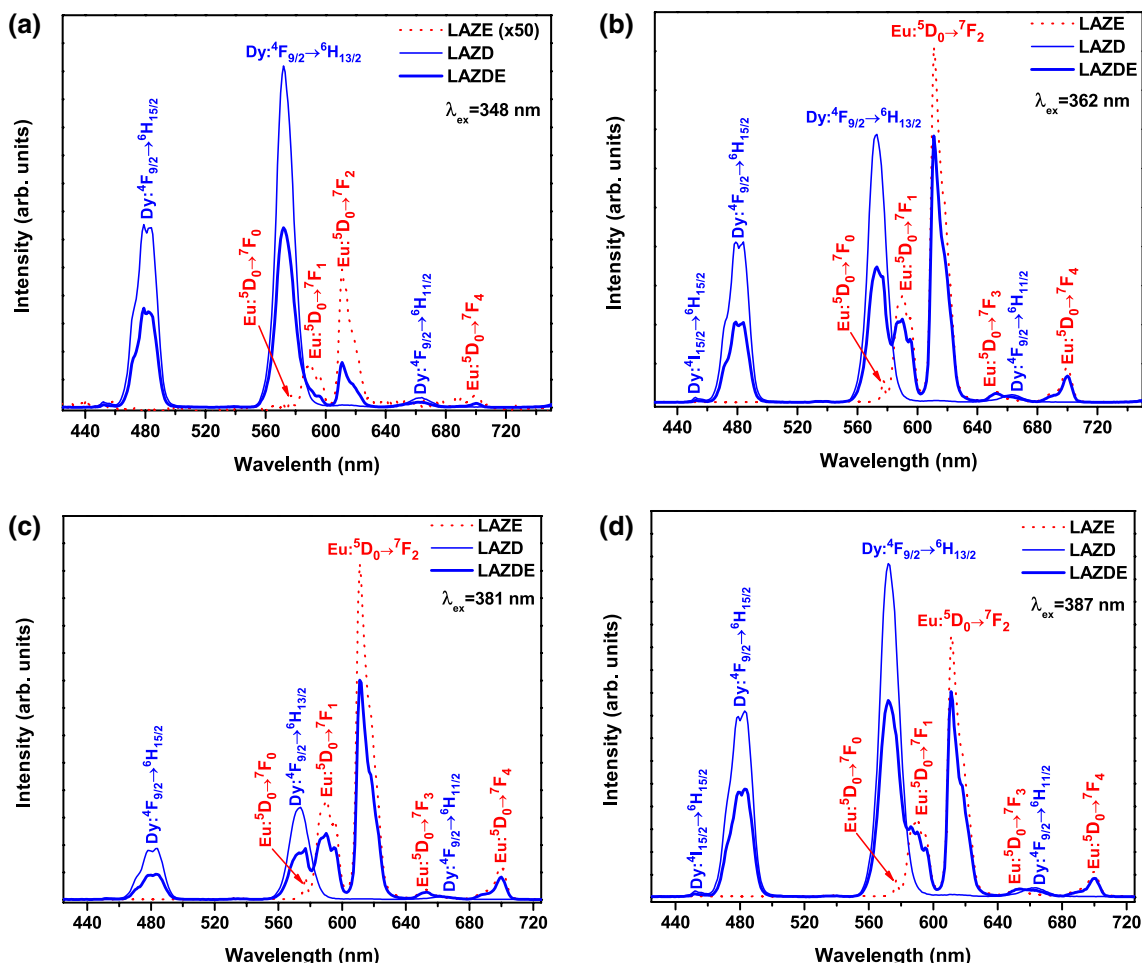 (a)
LAZE (x50)
LAZD
LAZDE
λex=348 nm
Dy:⁴F9/2→⁶H13/2
Dy:⁴F9/2→⁶H15/2
Eu:⁵D0→⁷F0
Eu:⁵D0→⁷F1
Eu:⁵D0→⁷F2
Dy:⁴F9/2→⁶H11/2
Eu:⁵D0→⁷F4
Intensity (arb. units)
440 480 520 560 600 640 680 720
Wavelenth (nm)
(b)
LAZE
LAZD
LAZDE
λex=362 nm
Eu:⁵D0→⁷F2
Dy:⁴F9/2→⁶H13/2
Dy:⁴I15/2→⁶H15/2
Dy:⁴F9/2→⁶H15/2
Eu:⁵D0→⁷F0
Eu:⁵D0→⁷F1
Eu:⁵D0→⁷F3
Dy:⁴F9/2→⁶H11/2
Eu:⁵D0→⁷F4
Intensity (arb. units)
440 480 520 560 600 640 680 720
Wavelength (nm)
(c)
LAZE
LAZD
LAZDE
λex=381 nm
Eu:⁵D0→⁷F2
Dy:⁴F9/2→⁶H15/2
Eu:⁵D0→⁷F0
Dy:⁴F9/2→⁶H13/2
Eu:⁵D0→⁷F1
Eu:⁵D0→⁷F3
Dy:⁴F9/2→⁶H11/2
Eu:⁵D0→⁷F4
Intensity (arb. units)
440 480 520 560 600 640 680 720
Wavelength (nm)
(d)
LAZE
LAZD
LAZDE
λex=387 nm
Dy:⁴F9/2→⁶H13/2
Eu:⁵D0→⁷F2
Dy:⁴I15/2→⁶H15/2
Dy:⁴F9/2→⁶H15/2
Eu:⁵D0→⁷F0
Eu:⁵D0→⁷F1
Eu:⁵D0→⁷F3
Dy:⁴F9/2→⁶H11/2
Eu:⁵D0→⁷F4
Intensity (arb. units)
440 480 520 560 600 640 680 720
Wavelength (nm)